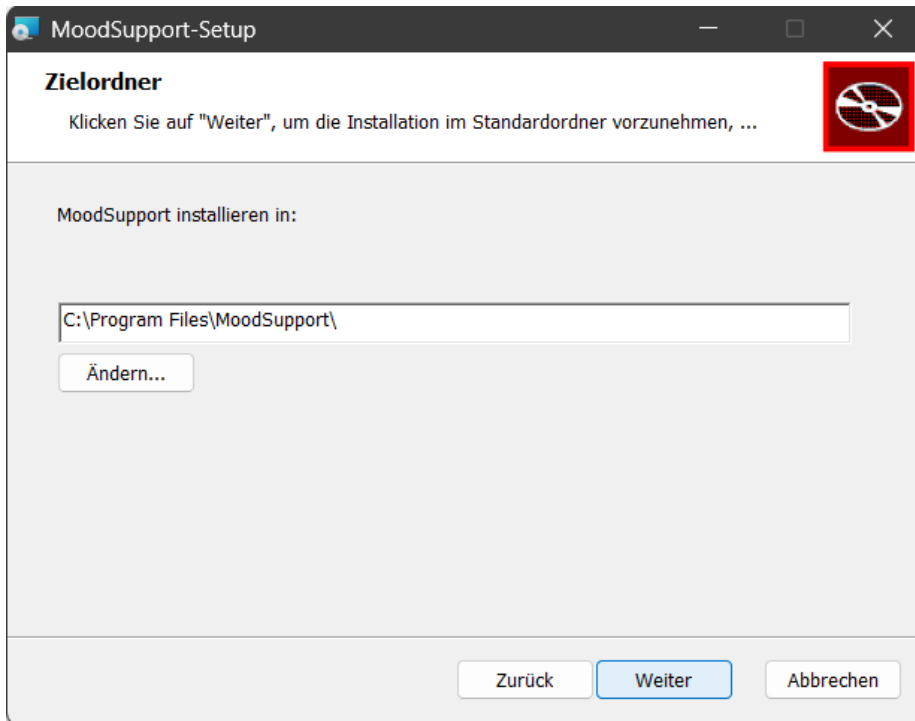 MoodSupport-Setup
Zielordner
Klicken Sie auf "Weiter", um die Installation im Standardordner vorzunehmen, ...
MoodSupport installieren in:
C:\Program Files\MoodSupport\
Ändern...
Zurück Weiter Abbrechen